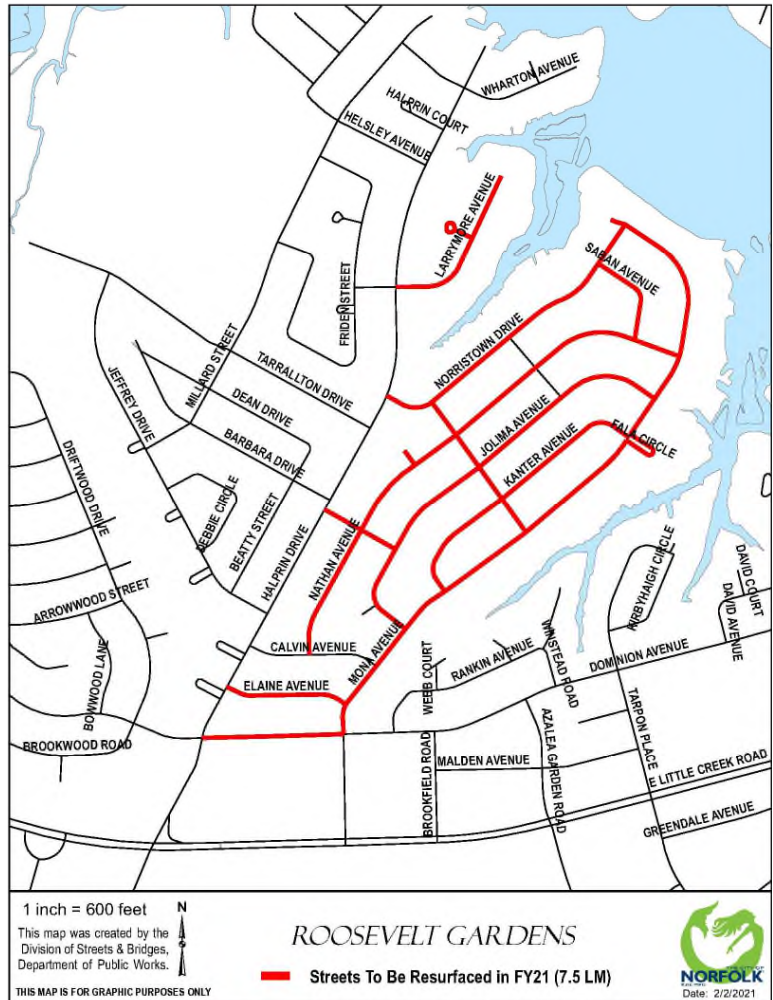 WHARTON AVENUE
HALPRIN COURT
HELSLEY AVENUE
LARRYMORE AVENUE
SABAN AVENUE
FRIDEN STREET
NORRISTOWN DRIVE
MILLARD STREET
TARRALLTON DRIVE
JEFFREY DRIVE
DEAN DRIVE
JOLIMA AVENUE
BARBARA DRIVE
KANTER AVENUE
FALA CIRCLE
DRIFTWOOD DRIVE
DEBBIE CIRCLE
BEATTY STREET
HALPRIN DRIVE
NATHAN AVENUE
KIRBYHAIGH CIRCLE
DAVID COURT
DAVID AVENUE
ARROWWOOD STREET
CALVIN AVENUE
MONA AVENUE
WEBB COURT
RANKIN AVENUE
WINSTEAD ROAD
DOMINION AVENUE
BOWWOOD LANE
ELAINE AVENUE
TARPON PLACE
BROOKWOOD ROAD
BROOKFIELD ROAD
MALDEN AVENUE
AZALEA GARDEN ROAD
E LITTLE CREEK ROAD
GREENDALE AVENUE
1 inch = 600 feet
N
This map was created by the
Division of Streets & Bridges,
Department of Public Works.
THIS MAP IS FOR GRAPHIC PURPOSES ONLY
ROOSEVELT GARDENS
Streets To Be Resurfaced in FY21 (7.5 LM)
NORFOLK
Date: 2/2/2021